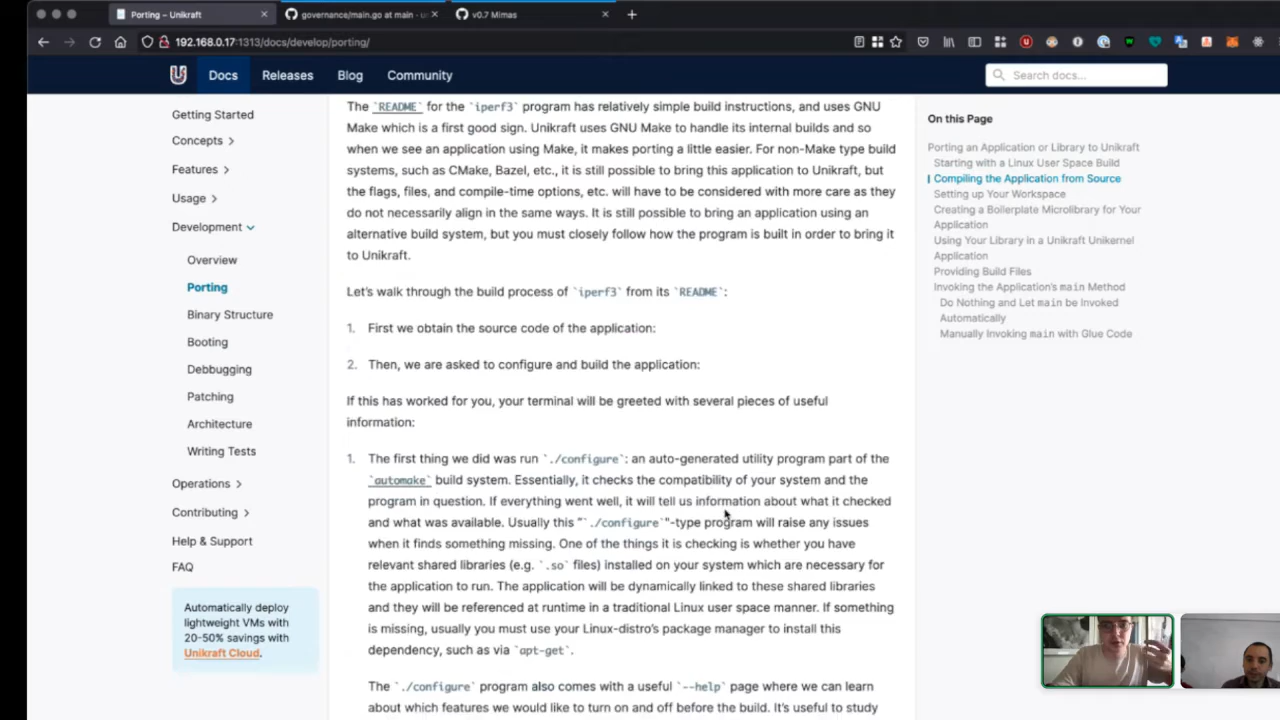 Porting – Unikraft
governance/main.go at main · u
v0.7 Mimas
192.168.0.17:1313/docs/develop/porting/
Docs
Releases
Blog
Community
Search docs...
Getting Started
Concepts
Features
Usage
Development
Overview
Porting
Binary Structure
Booting
Debbugging
Patching
Architecture
Writing Tests
Operations
Contributing
Help & Support
FAQ
Automatically deploy
lightweight VMs with
20-50% savings with
Unikraft Cloud.
The `README` for the `iperf3` program has relatively simple build instructions, and uses GNU
Make which is a first good sign. Unikraft uses GNU Make to handle its internal builds and so
when we see an application using Make, it makes porting a little easier. For non-Make type build
systems, such as CMake, Bazel, etc., it is still possible to bring this application to Unikraft, but
the flags, files, and compile-time options, etc. will have to be considered with more care as they
do not necessarily align in the same ways. It is still possible to bring an application using an
alternative build system, but you must closely follow how the program is built in order to bring it
to Unikraft.
Let's walk through the build process of `iperf3` from its `README`:
1. First we obtain the source code of the application:
2. Then, we are asked to configure and build the application:
If this has worked for you, your terminal will be greeted with several pieces of useful
information:
1. The first thing we did was run `./configure`: an auto-generated utility program part of the
`automake` build system. Essentially, it checks the compatibility of your system and the
program in question. If everything went well, it will tell us information about what it checked
and what was available. Usually this "`./configure`"-type program will raise any issues
when it finds something missing. One of the things it is checking is whether you have
relevant shared libraries (e.g. `.so` files) installed on your system which are necessary for
the application to run. The application will be dynamically linked to these shared libraries
and they will be referenced at runtime in a traditional Linux user space manner. If something
is missing, usually you must use your Linux-distro's package manager to install this
dependency, such as via `apt-get`.
The `./configure` program also comes with a useful `--help` page where we can learn
about which features we would like to turn on and off before the build. It's useful to study
On this Page
Porting an Application or Library to Unikraft
Starting with a Linux User Space Build
Compiling the Application from Source
Setting up Your Workspace
Creating a Boilerplate Microlibrary for Your
Application
Using Your Library in a Unikraft Unikernel
Application
Providing Build Files
Invoking the Application's main Method
Do Nothing and Let main be Invoked
Automatically
Manually Invoking main with Glue Code